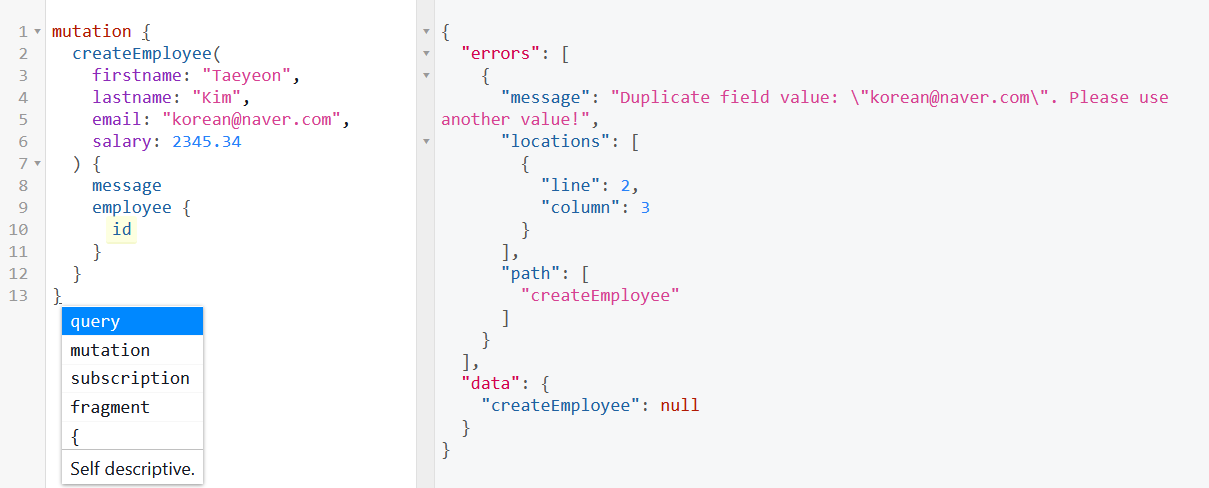 1 mutation {
2 createEmployee(
3 firstname: "Taeyeon",
4 lastname: "Kim",
5 email: "korean@naver.com",
6 salary: 2345.34
7 ) {
8 message
9 employee {
10 id
11 }
12 }
13 }
query
mutation
subscription
fragment
{
Self descriptive.
{
"errors": [
{
"message": "Duplicate field value: \"korean@naver.com\". Please use
another value!",
"locations": [
{
"line": 2,
"column": 3
}
],
"path": [
"createEmployee"
]
}
],
"data": {
"createEmployee": null
}
}